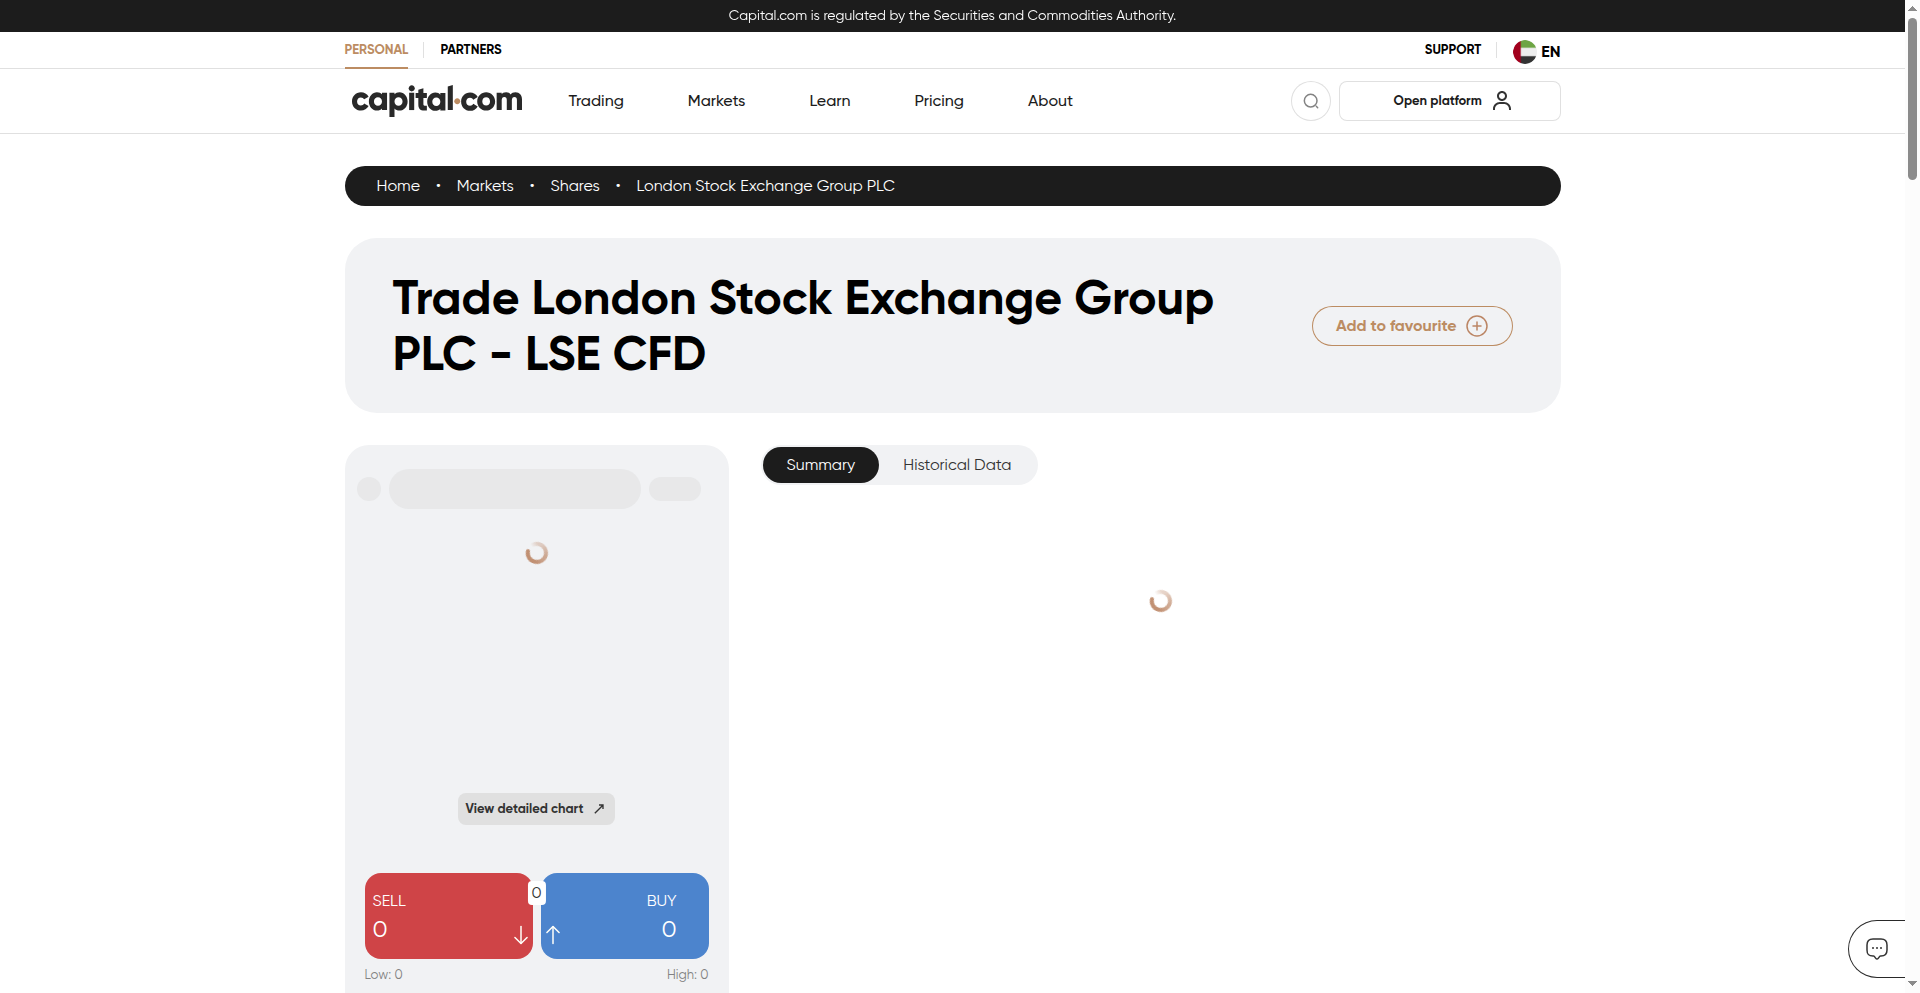 Capital.com is regulated by the Securities and Commodities Authority.
PERSONAL
PARTNERS
SUPPORT
EN
capital.com
Trading
Markets
Learn
Pricing
About
Open platform
Home • Markets • Shares • London Stock Exchange Group PLC
Trade London Stock Exchange Group
PLC - LSE CFD
Add to favourite
Summary
Historical Data
View detailed chart
SELL
0
0
BUY
0
Low: 0
High: 0